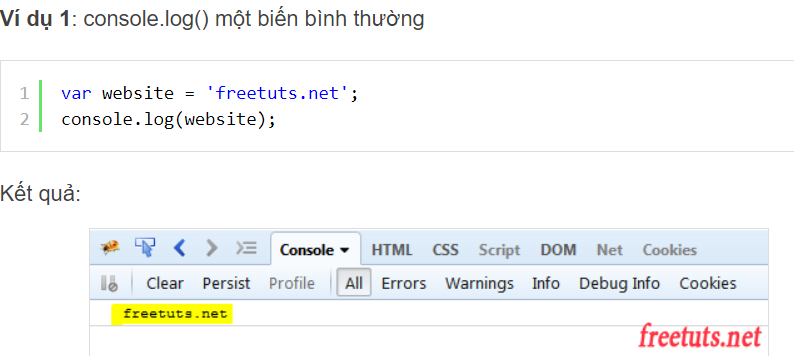 Ví dụ 1: console.log() một biến bình thường
1 var website = 'freetuts.net';
2 console.log(website);
Kết quả:
Console HTML CSS Script DOM Net Cookies
Clear Persist Profile All Errors Warnings Info Debug Info Cookies
freetuts.net
freetuts.net